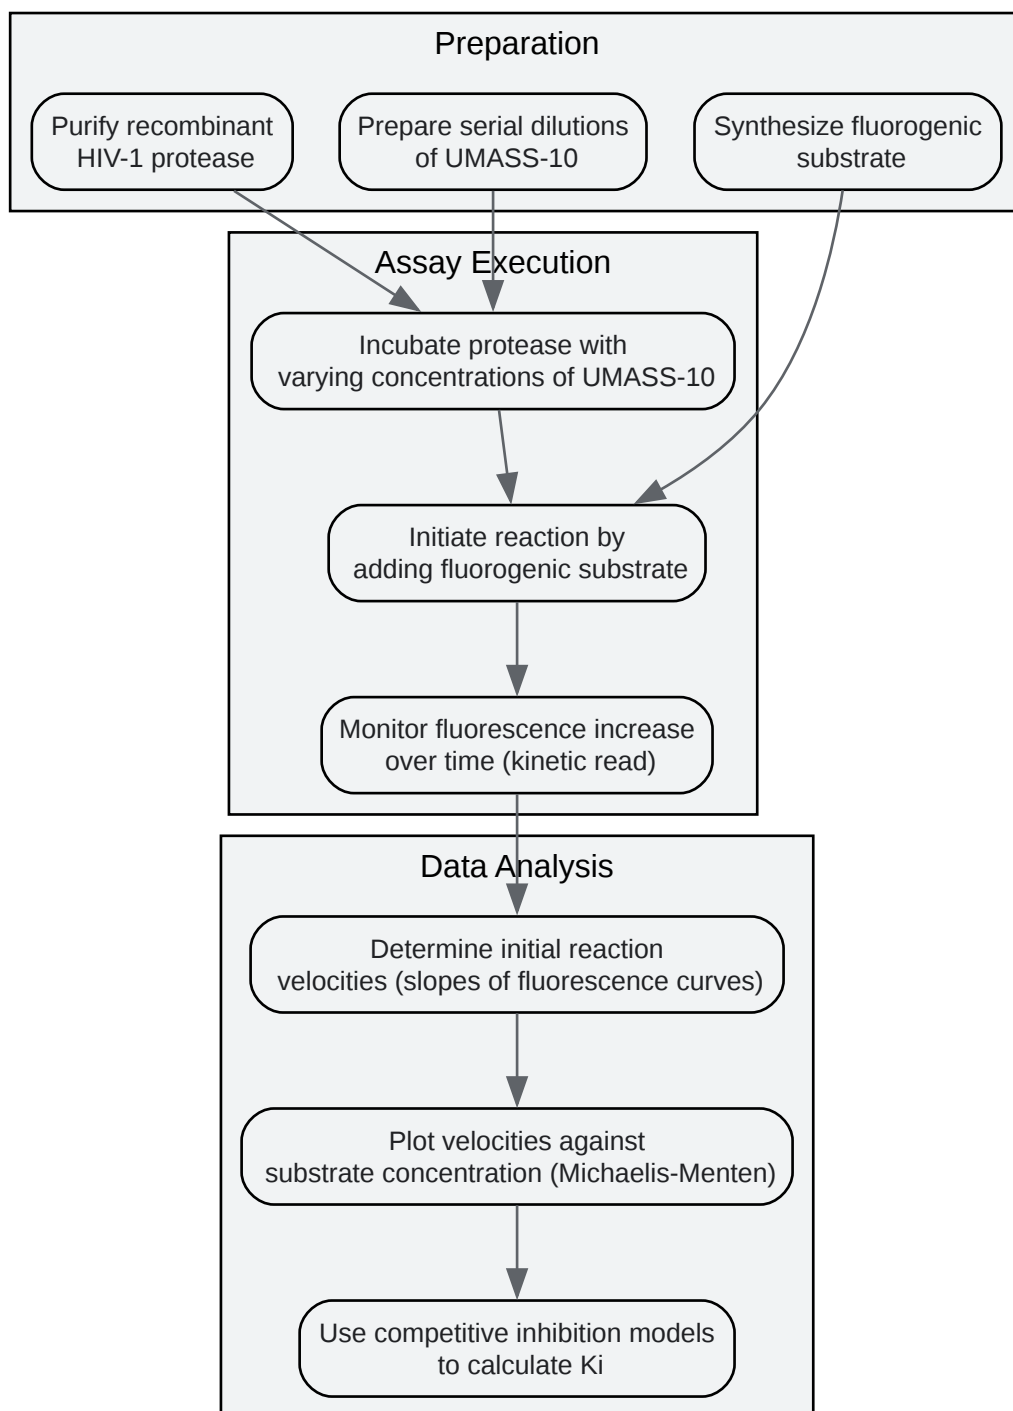 Preparation
Purify recombinant
HIV-1 protease
Prepare serial dilutions
of UMASS-10
Synthesize fluorogenic
substrate
Assay Execution
Incubate protease with
varying concentrations of UMASS-10
Initiate reaction by
adding fluorogenic substrate
Monitor fluorescence increase
over time (kinetic read)
Data Analysis
Determine initial reaction
velocities (slopes of fluorescence curves)
Plot velocities against
substrate concentration (Michaelis-Menten)
Use competitive inhibition models
to calculate Ki